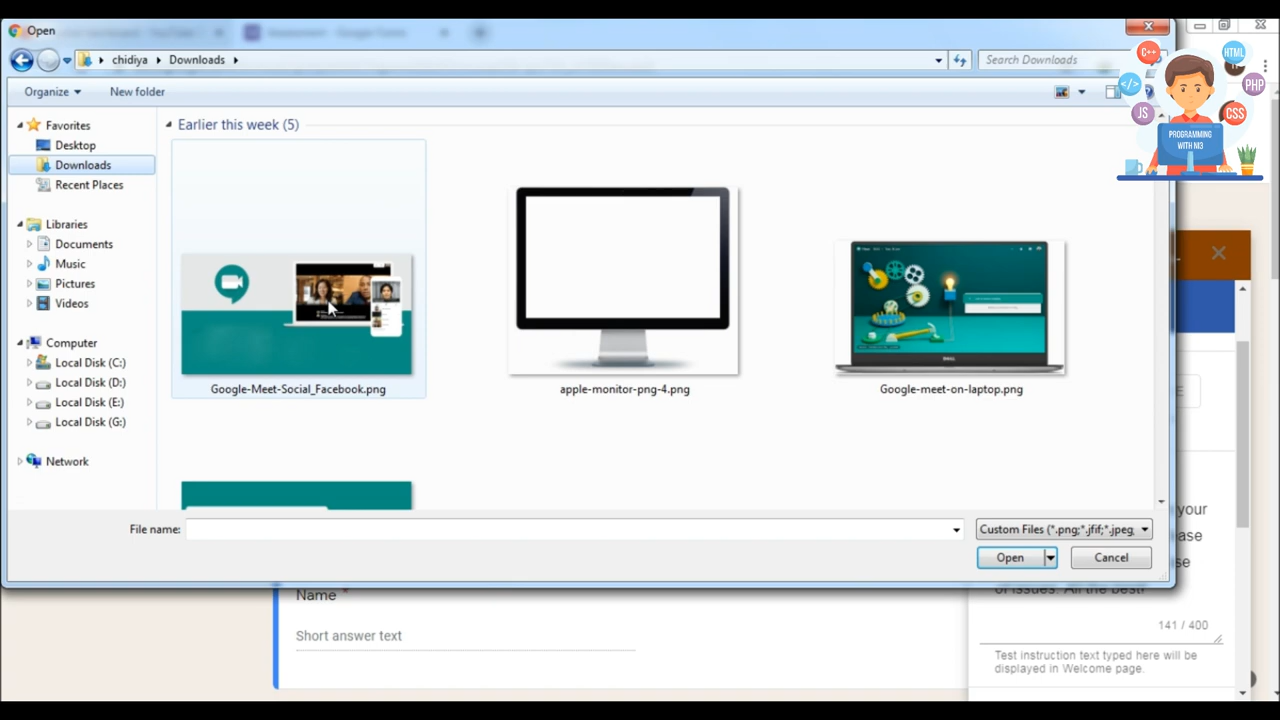 Open
chidiya Downloads
Search Downloads
Organize
New folder
Favorites
Desktop
Downloads
Recent Places
Libraries
Documents
Music
Pictures
Videos
Computer
Local Disk (C:)
Local Disk (D:)
Local Disk (E:)
Local Disk (G:)
Network
Earlier this week (5)
Google-Meet-Social_Facebook.png
apple-monitor-png-4.png
Google-meet-on-laptop.png
File name:
Custom Files (*.png;*.jfif;*.jpeg,
Open
Cancel
C++
HTML
</>
PHP
JS
CSS
PROGRAMMING
WITH NI3
DELL
your
ase
se
of issues. All the best!
141 / 400
Test instruction text typed here will be
displayed in Welcome page.
Name *
Short answer text